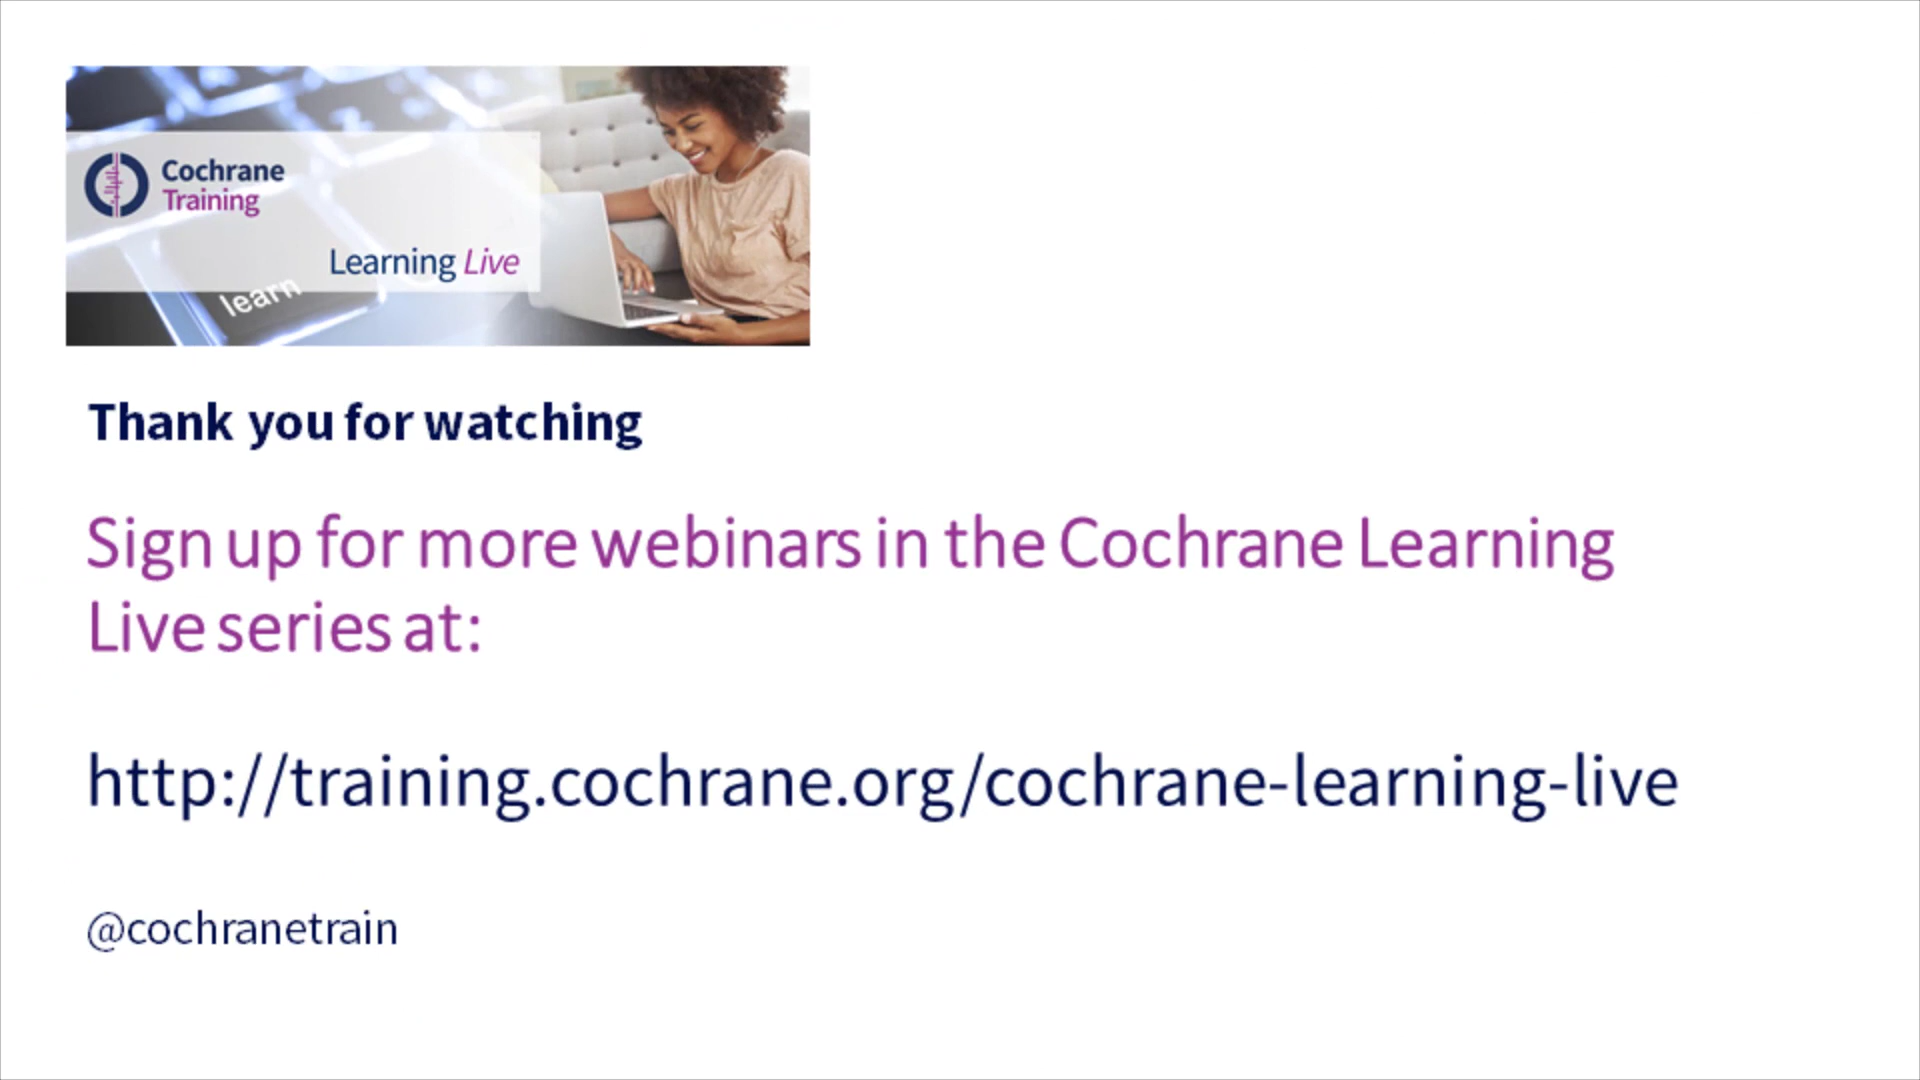 Cochrane
Training
Learning Live
learn
Thank you for watching
Sign up for more webinars in the Cochrane Learning
Live series at:
http://training.cochrane.org/cochrane-learning-live
@cochranetrain